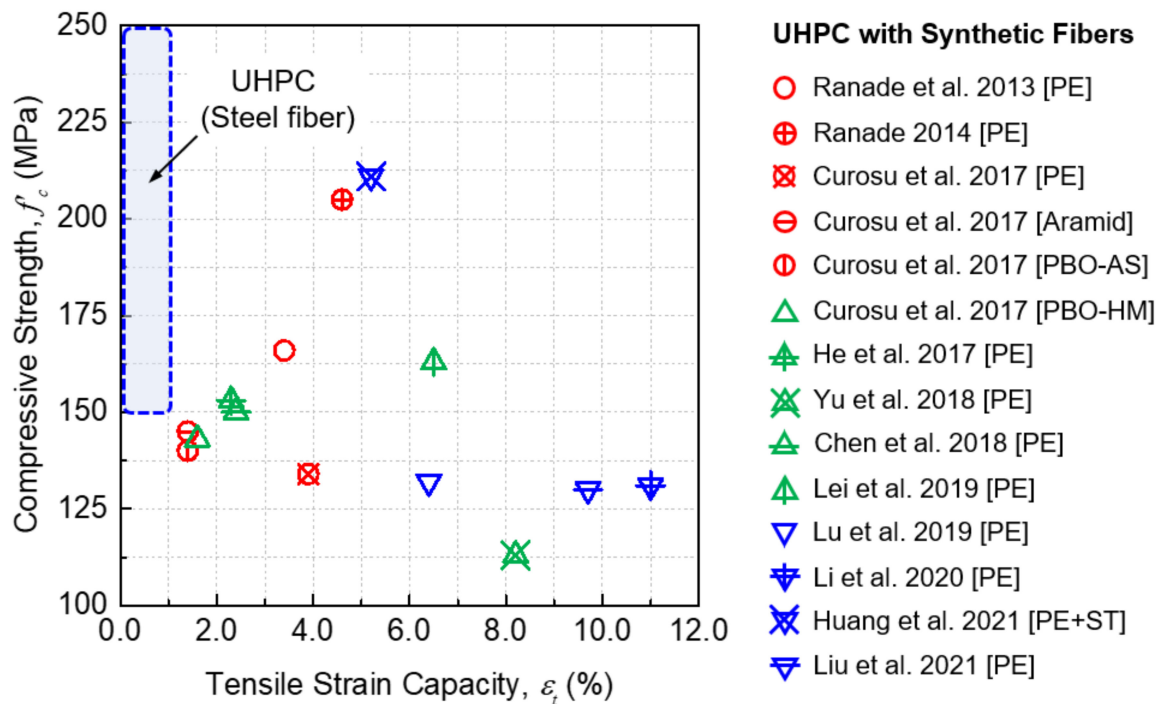 250
225
200
175
150
125
100
0.0
2.0
4.0
6.0
8.0
10.0
12.0
Compressive Strength, f'c (MPa)
Tensile Strain Capacity, εt (%)
UHPC
(Steel fiber)
UHPC with Synthetic Fibers
Ranade et al. 2013 [PE]
Ranade 2014 [PE]
Curosu et al. 2017 [PE]
Curosu et al. 2017 [Aramid]
Curosu et al. 2017 [PBO-AS]
Curosu et al. 2017 [PBO-HM]
He et al. 2017 [PE]
Yu et al. 2018 [PE]
Chen et al. 2018 [PE]
Lei et al. 2019 [PE]
Lu et al. 2019 [PE]
Li et al. 2020 [PE]
Huang et al. 2021 [PE+ST]
Liu et al. 2021 [PE]